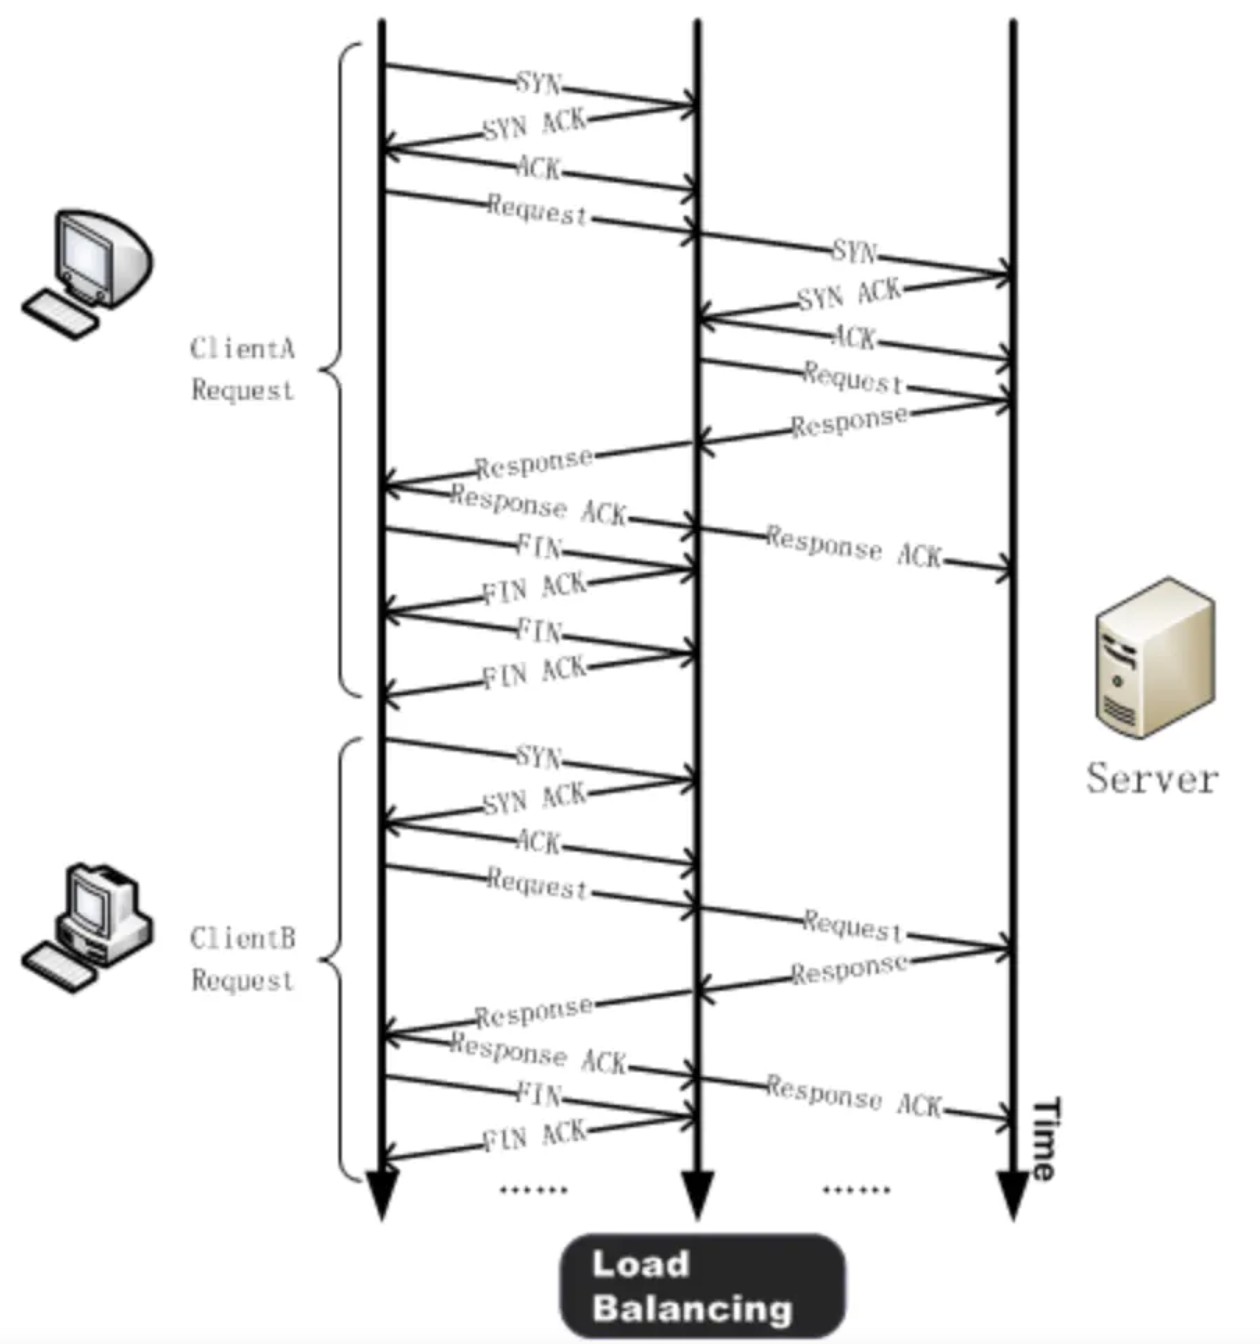 SYN
SYN ACK
ACK
Request
SYN
SYN ACK
ACK
Request
Response
Response
Response ACK
Response ACK
FIN
FIN ACK
FIN
FIN ACK
ClientA
Request
Server
SYN
SYN ACK
ACK
Request
Request
Response
Response
Response ACK
Response ACK
FIN
FIN ACK
ClientB
Request
Time
......
......
Load
Balancing